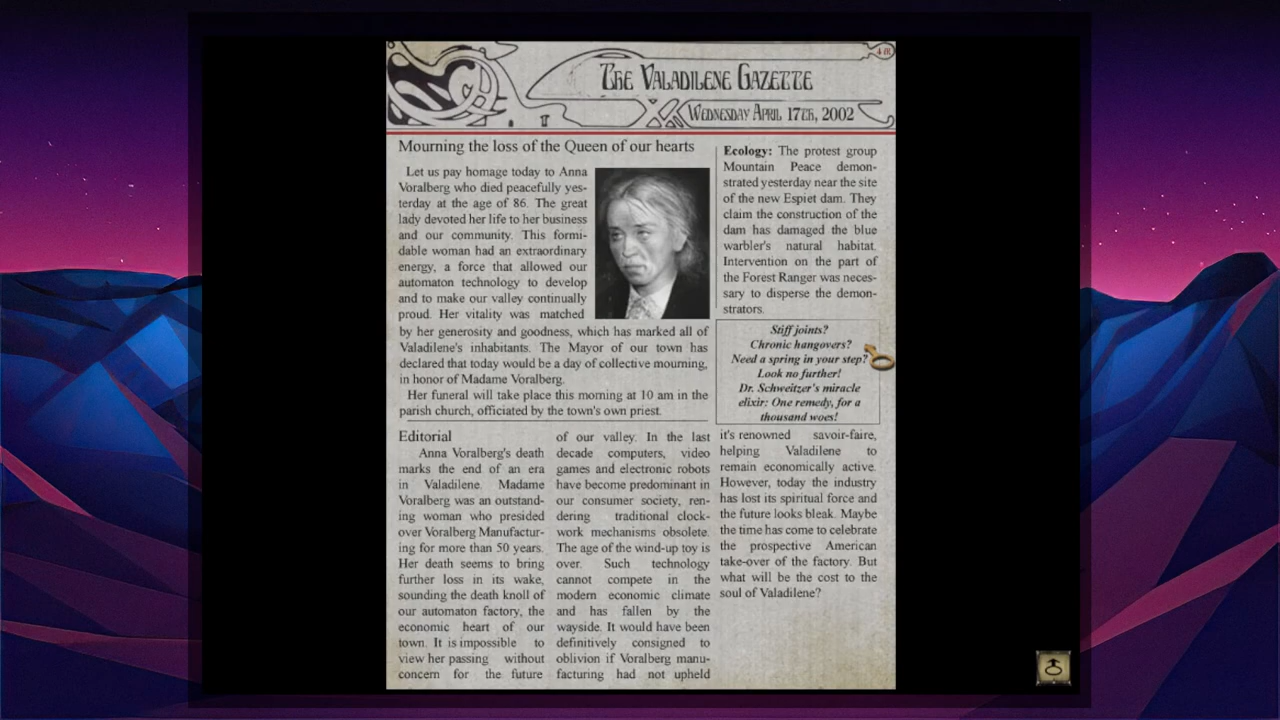 THE VALADILENE GAZETTE
WEDNESDAY APRIL 17TH, 2002
Mourning the loss of the Queen of our hearts
Let us pay homage today to Anna
Voralberg who died peacefully yes-
terday at the age of 86. The great
lady devoted her life to her business
and our community. This formi-
dable woman had an extraordinary
energy, a force that allowed our
automaton technology to develop
and to make our valley continually
proud. Her vitality was matched
by her generosity and goodness, which has marked all of
Valadilene's inhabitants. The Mayor of our town has
declared that today would be a day of collective mourning,
in honor of Madame Voralberg.
Her funeral will take place this morning at 10 am in the
parish church, officiated by the town's own priest.
Ecology: The protest group
Mountain Peace demon-
strated yesterday near the site
of the new Espiet dam. They
claim the construction of the
dam has damaged the blue
warbler's natural habitat.
Intervention on the part of
the Forest Ranger was neces-
sary to disperse the demon-
strators.
Stiff joints?
Chronic hangovers?
Need a spring in your step?
Look no further!
Dr. Schweitzer's miracle
elixir: One remedy, for a
thousand woes!
Editorial
Anna Voralberg's death
marks the end of an era
in Valadilene. Madame
Voralberg was an outstand-
ing woman who presided
over Voralberg Manufactur-
ing for more than 50 years.
Her death seems to bring
further loss in its wake,
sounding the death knoll of
our automaton factory, the
economic heart of our
town. It is impossible to
view her passing without
concern for the future
of our valley. In the last
decade computers, video
games and electronic robots
have become predominant in
our consumer society, ren-
dering traditional clock-
work mechanisms obsolete.
The age of the wind-up toy is
over. Such technology
cannot compete in the
modern economic climate
and has fallen by the
wayside. It would have been
definitively consigned to
oblivion if Voralberg manu-
facturing had not upheld
it's renowned savoir-faire,
helping Valadilene to
remain economically active.
However, today the industry
has lost its spiritual force and
the future looks bleak. Maybe
the time has come to celebrate
the prospective American
take-over of the factory. But
what will be the cost to the
soul of Valadilene?